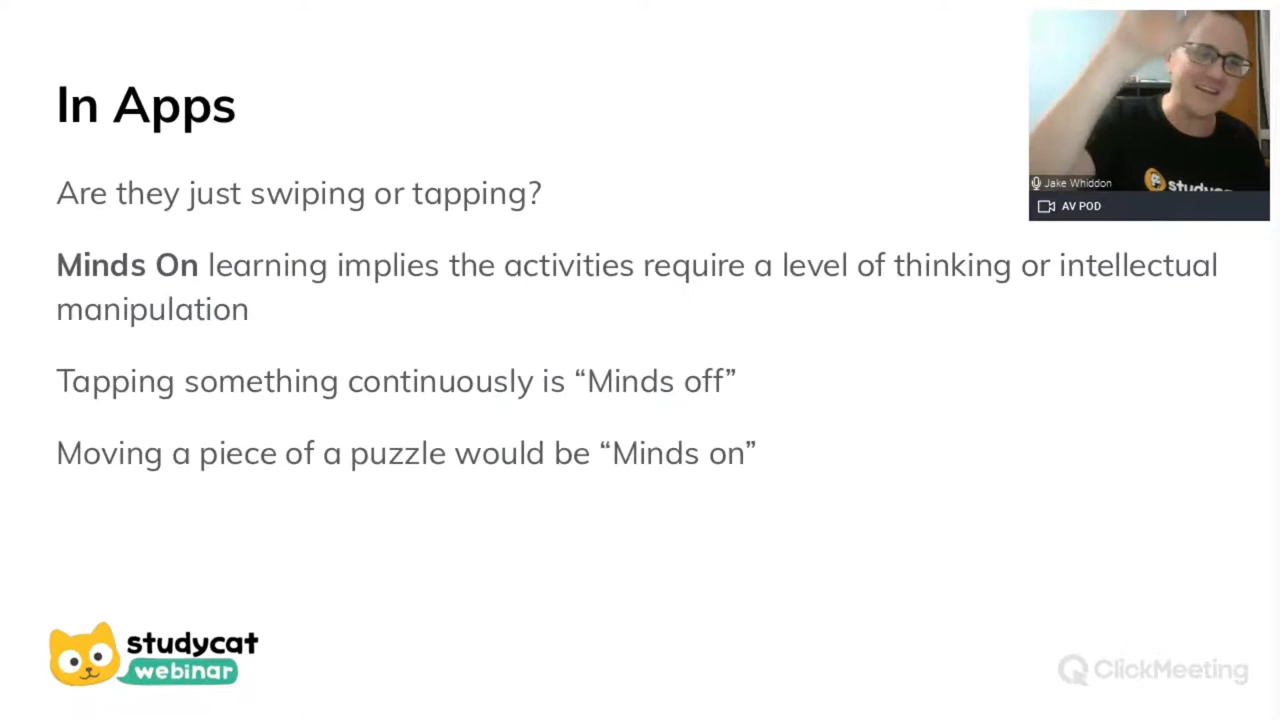 In Apps
Are they just swiping or tapping?
Minds On learning implies the activities require a level of thinking or intellectual
manipulation
Tapping something continuously is “Minds off”
Moving a piece of a puzzle would be “Minds on”
Jake Whiddon
AV POD
studycat
webinar
ClickMeeting